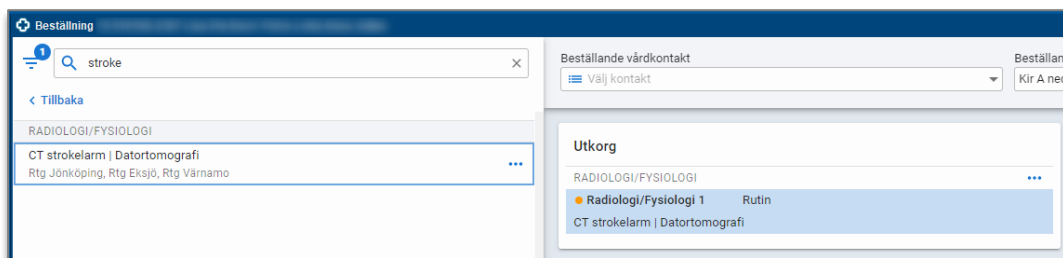 Beställning
1
stroke
Tillbaka
RADIOLOGI/FYSIOLOGI
CT strokelarm | Datortomografi
Rtg Jönköping, Rtg Eksjö, Rtg Värnamo
Beställande vårdkontakt
Välj kontakt
Beställan
Kir A ned
Utkorg
RADIOLOGI/FYSIOLOGI
Radiologi/Fysiologi 1 Rutin
CT strokelarm | Datortomografi